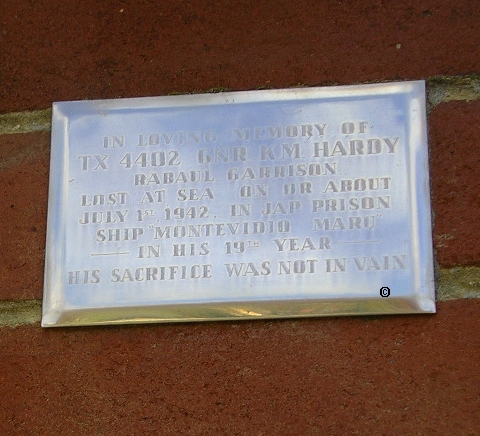 IN LOVING MEMORY OF
TX 4402 GNR K.M. HARDY
RABAUL GARRISON
LOST AT SEA ON OR ABOUT
JULY 1ST 1942, IN JAP PRISON
SHIP "MONTEVIDIO MARU"
— IN HIS 19TH YEAR —
HIS SACRIFICE WAS NOT IN VAIN
©